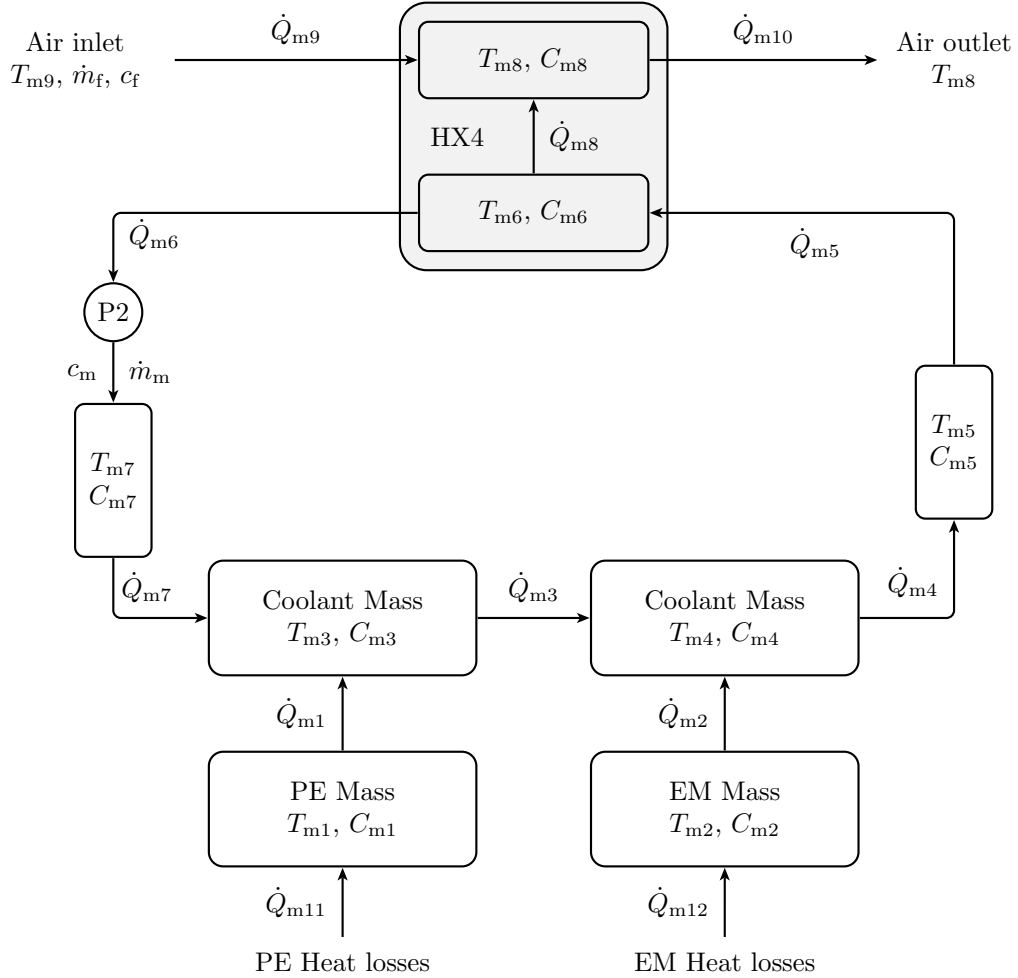 Air inlet
T_m9, ṁ_f, c_f
Q̇_m9
T_m8, C_m8
Q̇_m10
Air outlet
T_m8
HX4
Q̇_m8
T_m6, C_m6
Q̇_m6
Q̇_m5
P2
c_m
ṁ_m
T_m7
C_m7
T_m5
C_m5
Q̇_m7
Coolant Mass
T_m3, C_m3
Q̇_m3
Coolant Mass
T_m4, C_m4
Q̇_m4
Q̇_m1
Q̇_m2
PE Mass
T_m1, C_m1
EM Mass
T_m2, C_m2
Q̇_m11
Q̇_m12
PE Heat losses
EM Heat losses